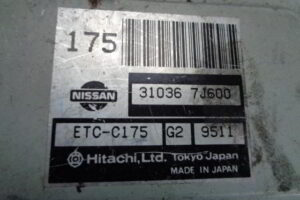 175
NISSAN 31036 7J600
ETC-C175 G2 9511
Hitachi, Ltd. Tokyo Japan
MADE IN JAPAN